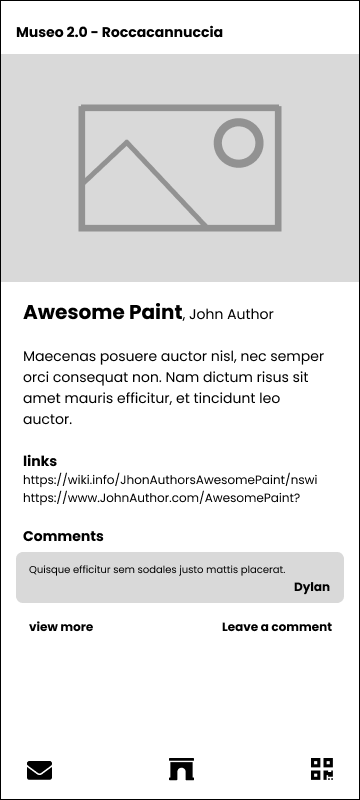 Museo 2.0 - Roccacannuccia
Awesome Paint, John Author
Maecenas posuere auctor nisl, nec semper
orci consequat non. Nam dictum risus sit
amet mauris efficitur, et tincidunt leo
auctor.
links
https://wiki.info/JhonAuthorsAwesomePaint/nswi
https://www.JohnAuthor.com/AwesomePaint?
Comments
Quisque efficitur sem sodales justo mattis placerat.
Dylan
view more Leave a comment